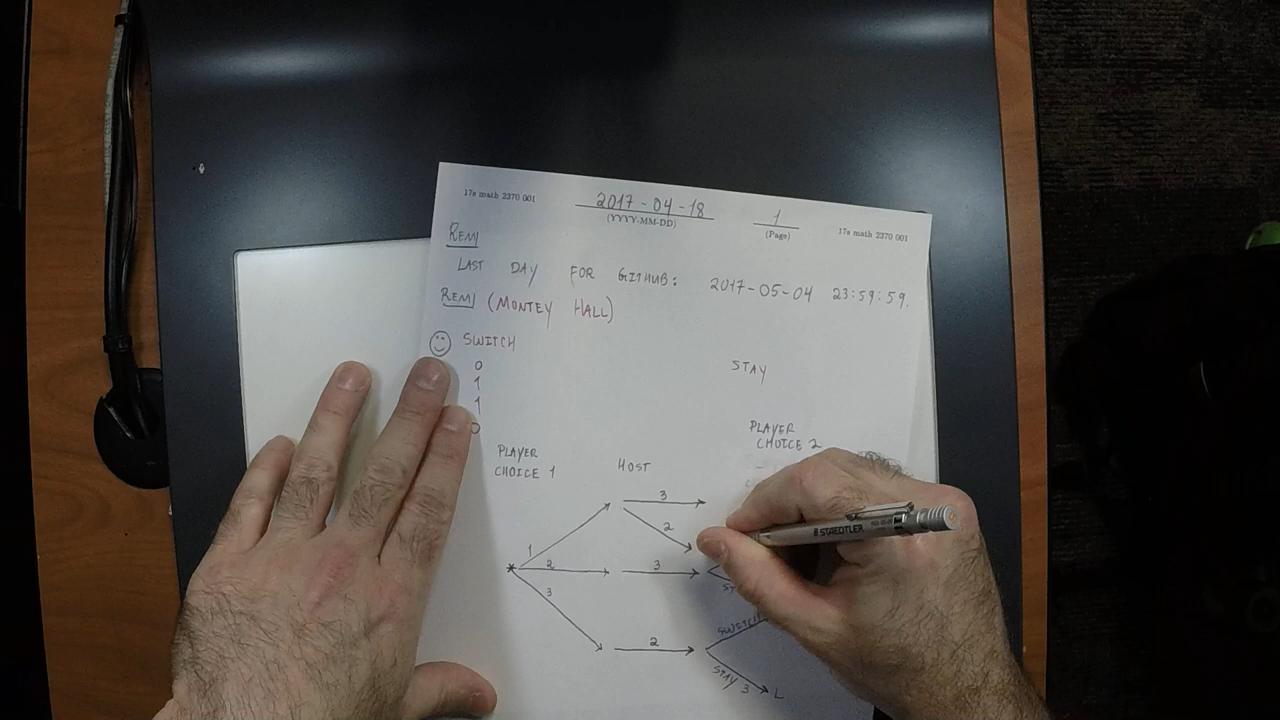 17s math 2370 001
2017-04-18
(YYYY-MM-DD)
1
(Page)
17s math 2370 001
REM
LAST DAY FOR GITHUB: 2017-05-04 23:59:59.
REM (MONTEY HALL)
SWITCH
STAY
0
1
1
0
PLAYER
CHOICE 1
HOST
PLAYER
CHOICE 2
3
2
1
2
3
3
2
SWITCH
STAY 3 L
STAEDTLER